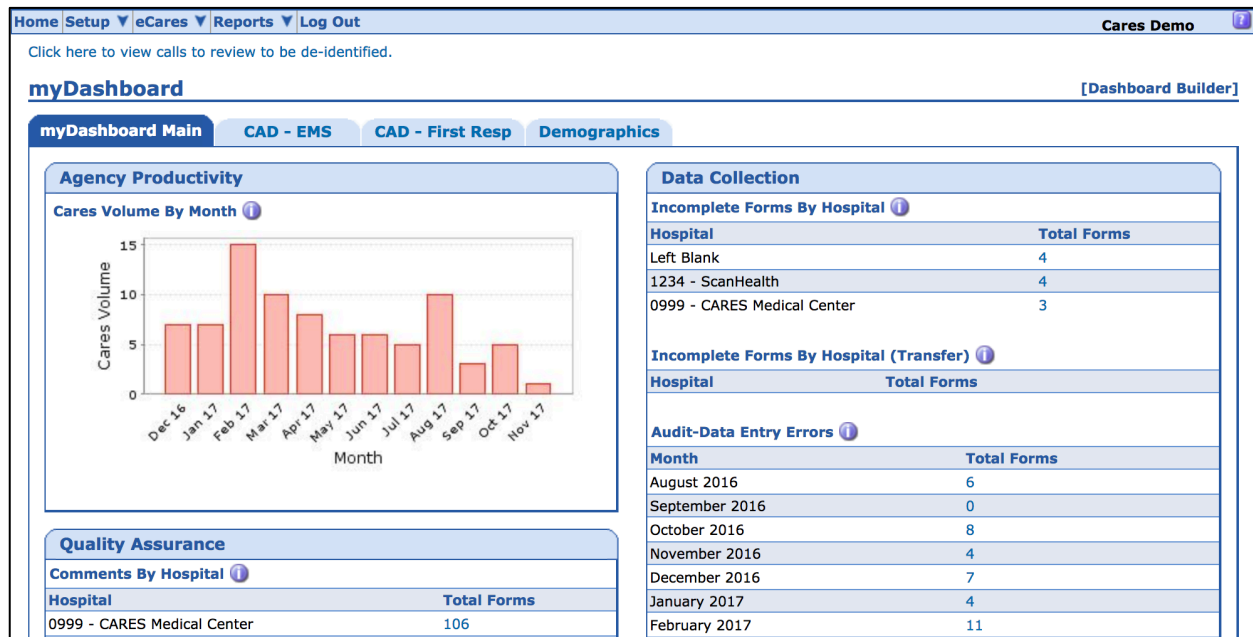 Home Setup eCares Reports Log Out
Cares Demo ?
Click here to view calls to review to be de-identified.
myDashboard
[Dashboard Builder]
myDashboard Main CAD - EMS CAD - First Resp Demographics
Agency Productivity
Cares Volume By Month i
15
10
5
0
Cares Volume
Dec 16 Jan 17 Feb 17 Mar 17 Apr 17 May 17 Jun 17 Jul 17 Aug 17 Sep 17 Oct 17 Nov 17
Month
Quality Assurance
Comments By Hospital i
Hospital Total Forms
0999 - CARES Medical Center 106
Data Collection
Incomplete Forms By Hospital i
Hospital Total Forms
Left Blank 4
1234 - ScanHealth 4
0999 - CARES Medical Center 3
Incomplete Forms By Hospital (Transfer) i
Hospital Total Forms
Audit-Data Entry Errors i
Month Total Forms
August 2016 6
September 2016 0
October 2016 8
November 2016 4
December 2016 7
January 2017 4
February 2017 11